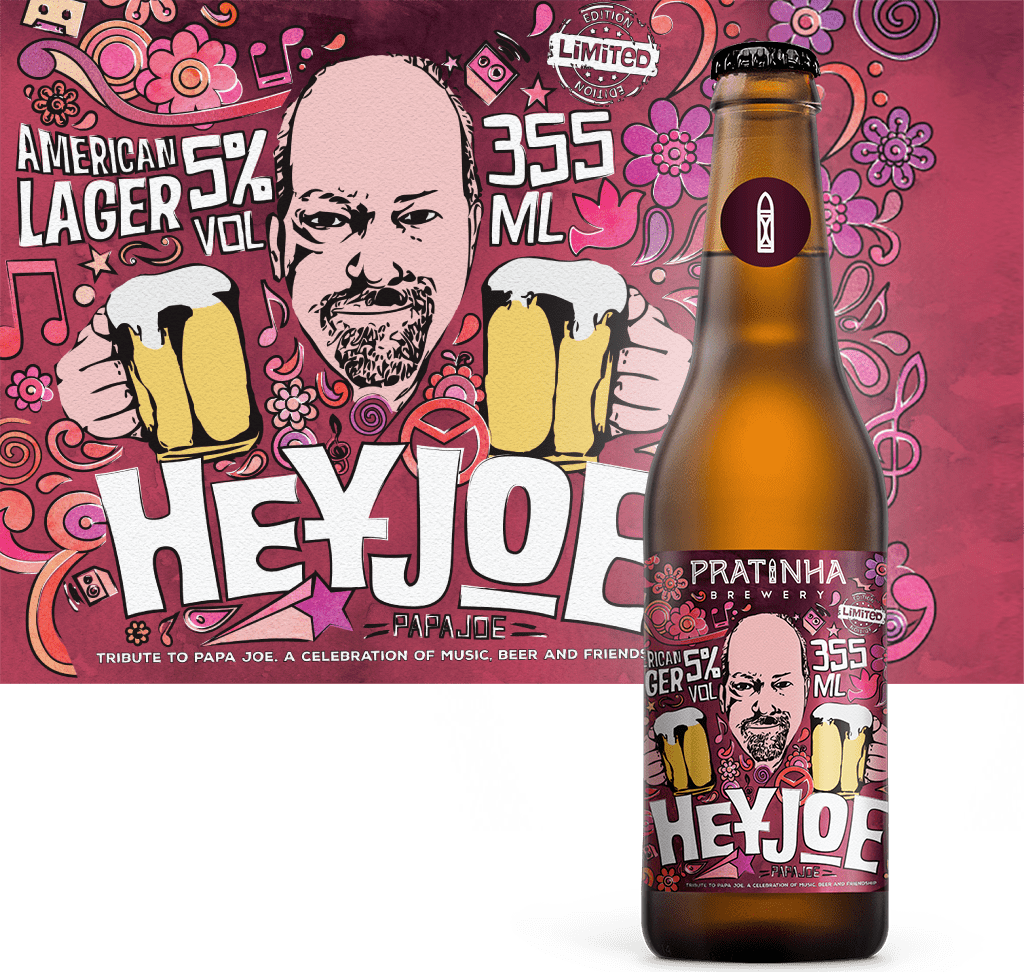 EDITION
LIMITED
EDITION
AMERICAN
LAGER
5%
VOL
355
ML
HEYJOE
PAPAJOE
TRIBUTE TO PAPA JOE. A CELEBRATION OF MUSIC, BEER AND FRIENDS
PRATINHA
BREWERY
LIMITED
RICAN
GER
5%
VOL
355
ML
HEYJOE
PAPAJOE
TRIBUTE TO PAPA JOE. A CELEBRATION OF MUSIC, BEER AND FRIENDSHIP